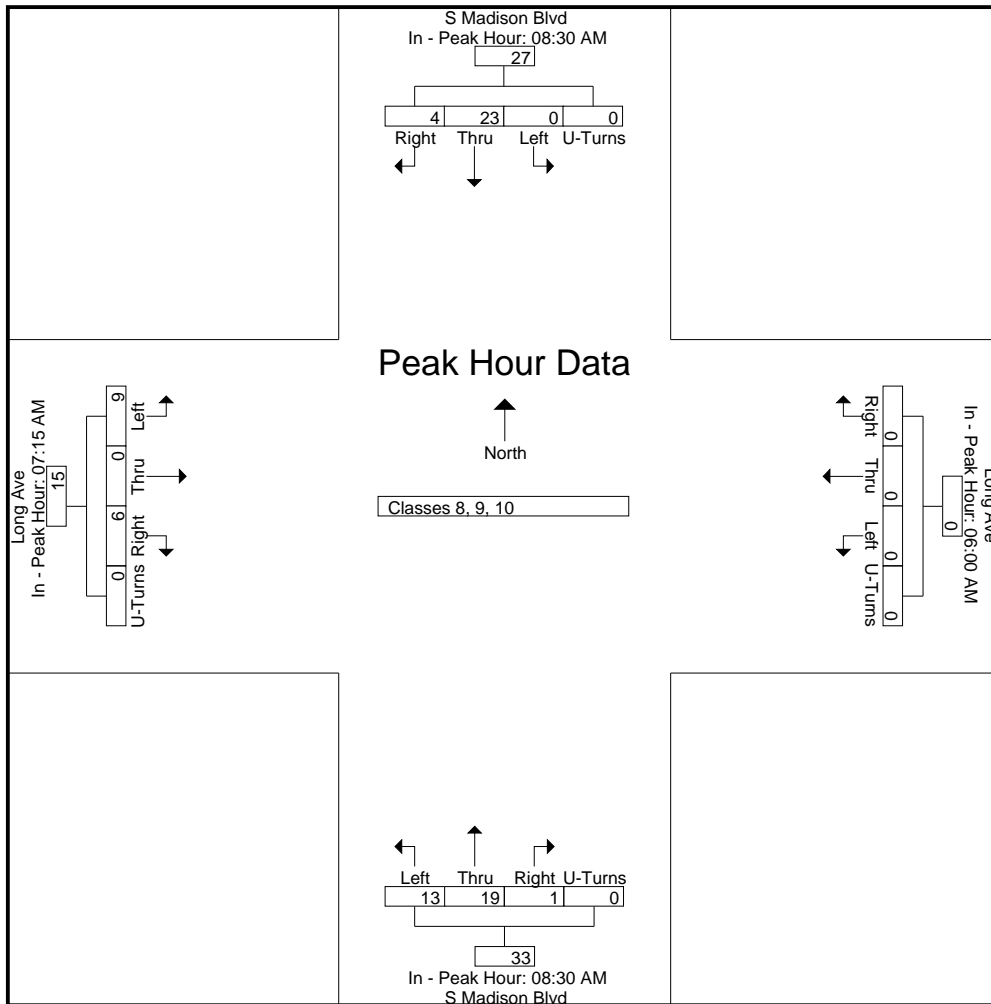 S Madison Blvd
In - Peak Hour: 08:30 AM
27
4 23 0 0
Right Thru Left U-Turns
Peak Hour Data
North
Classes 8, 9, 10
Long Ave
In - Peak Hour: 07:15 AM
15
9 0 6 0
Left Thru Right U-Turns
Right Thru Left U-Turns
0 0 0 0
0
In - Peak Hour: 06:00 AM
Long Ave
Left Thru Right U-Turns
13 19 1 0
33
In - Peak Hour: 08:30 AM
S Madison Blvd